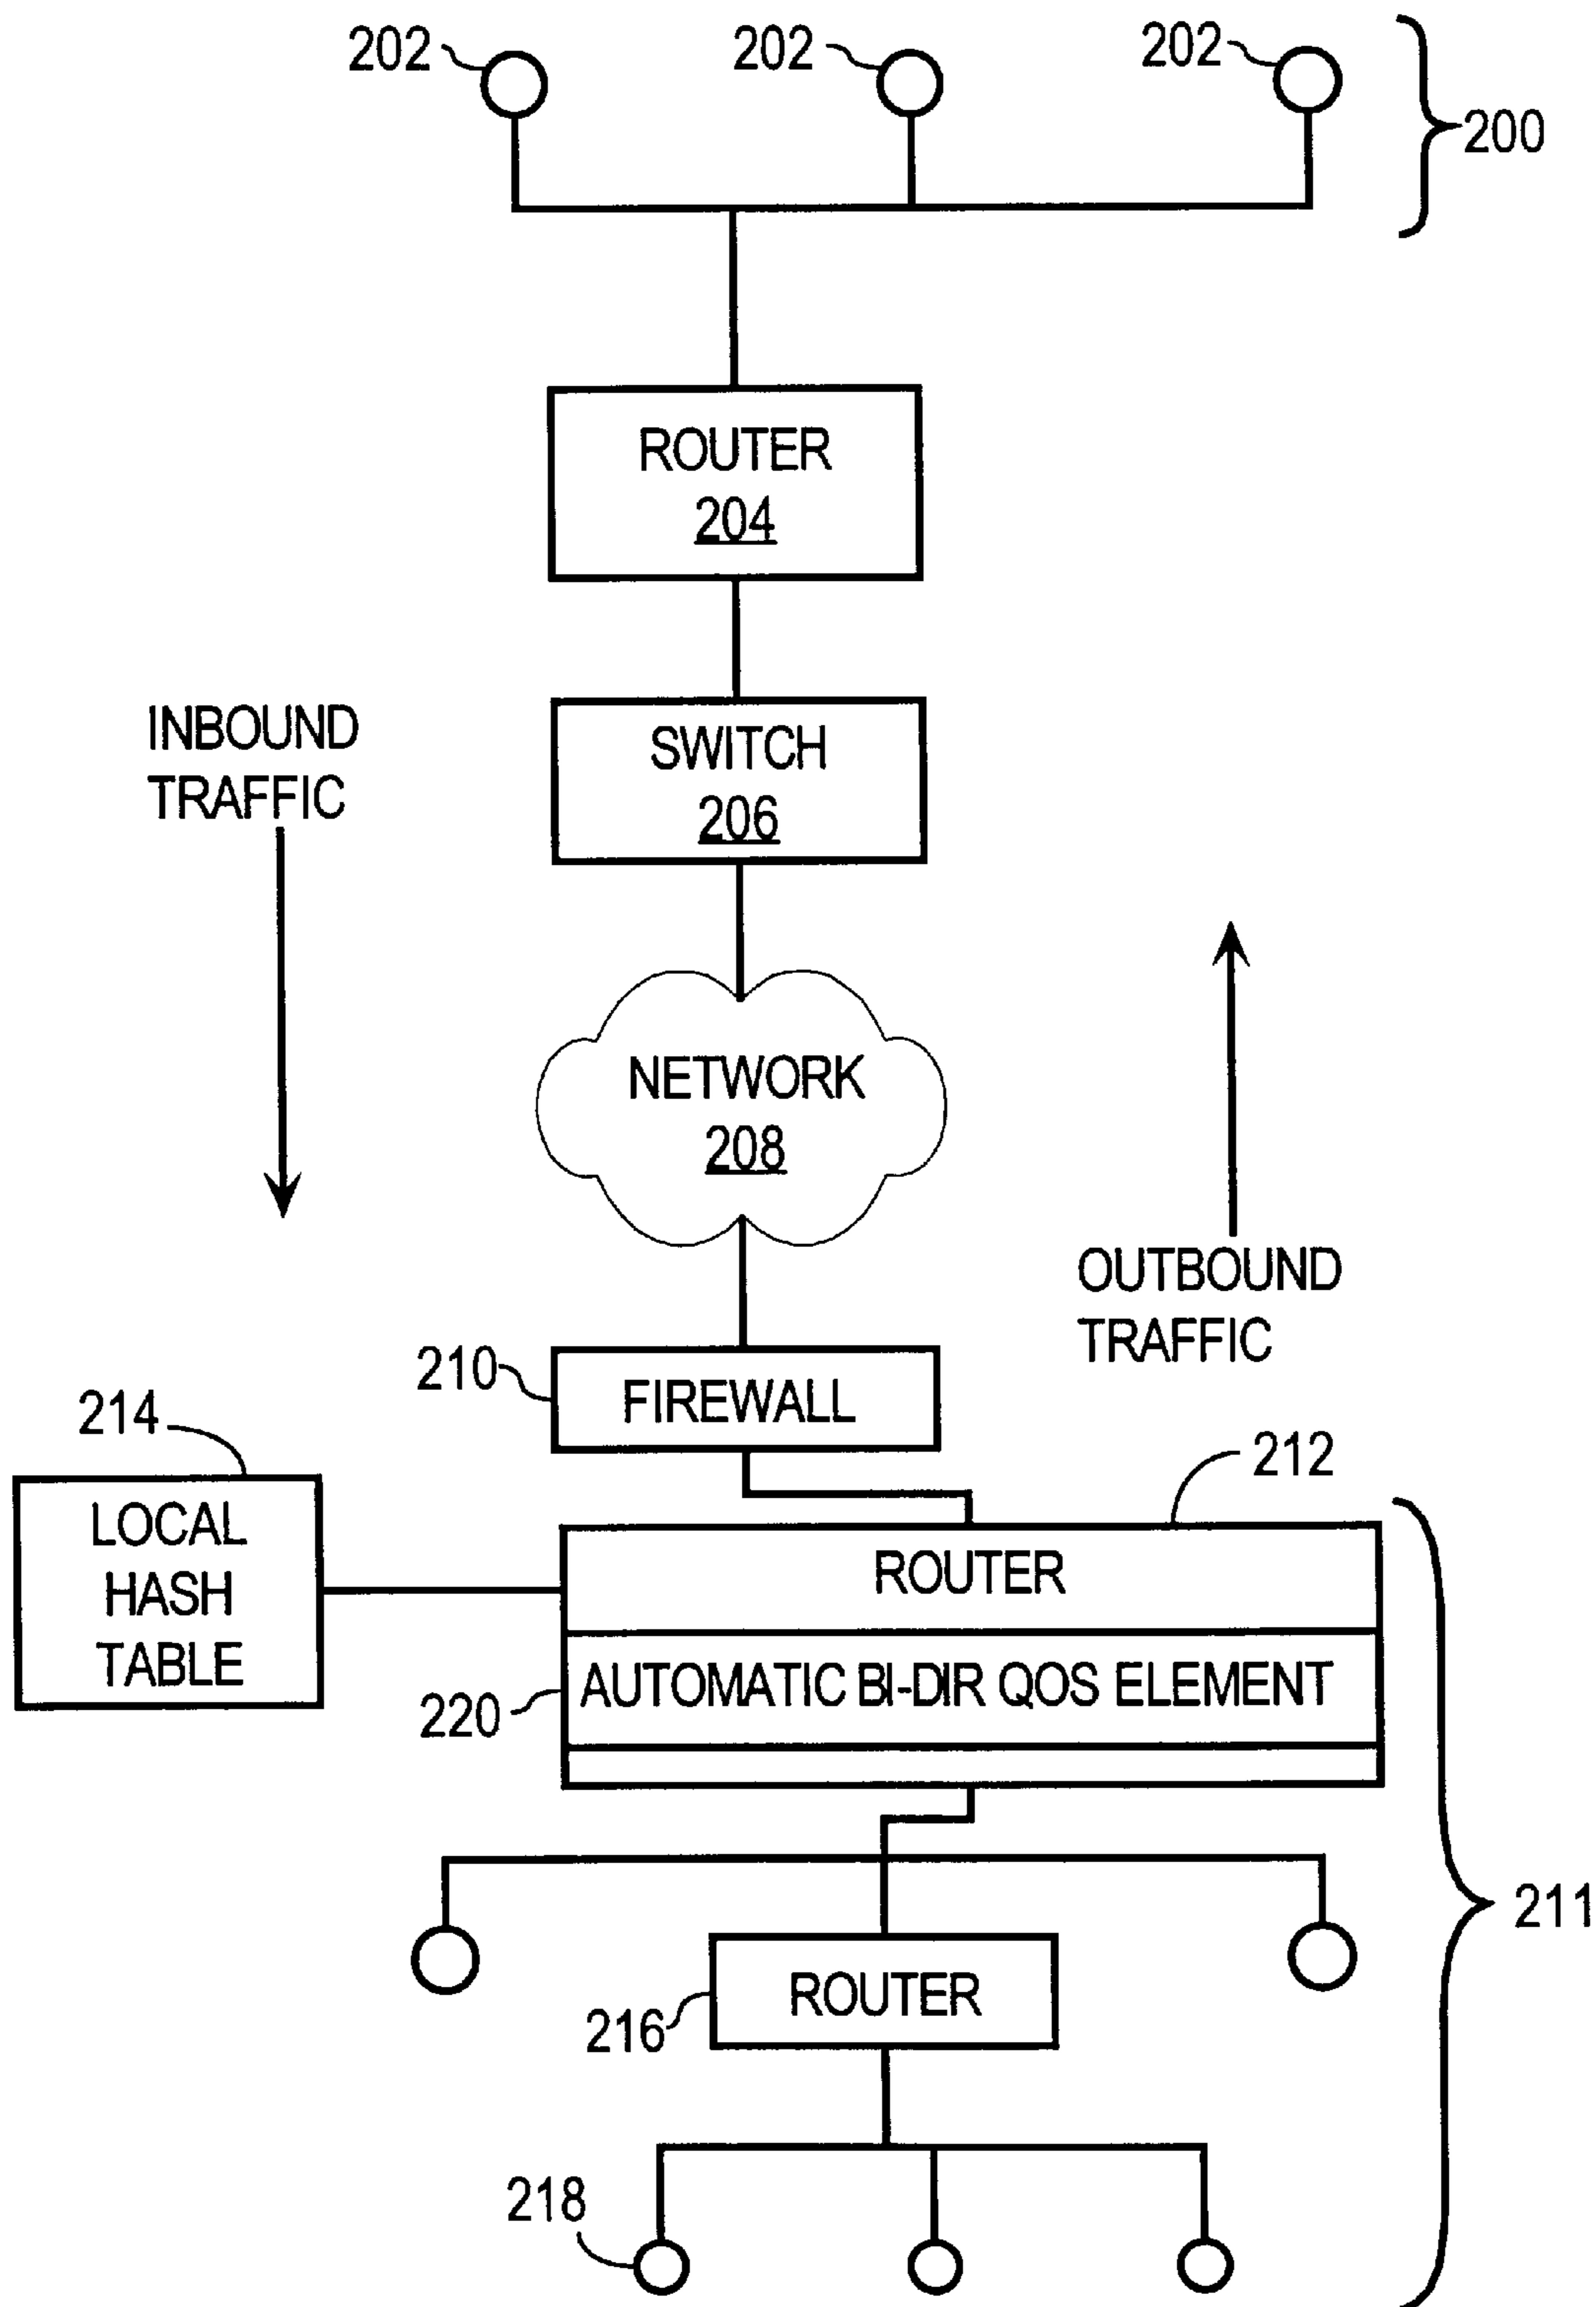 202 202 202
200
ROUTER
204
SWITCH
206
INBOUND
TRAFFIC
NETWORK
208
OUTBOUND
TRAFFIC
210
FIREWALL
214
212
LOCAL
HASH
TABLE
ROUTER
AUTOMATIC BI-DIR QOS ELEMENT
220
211
ROUTER
216
218